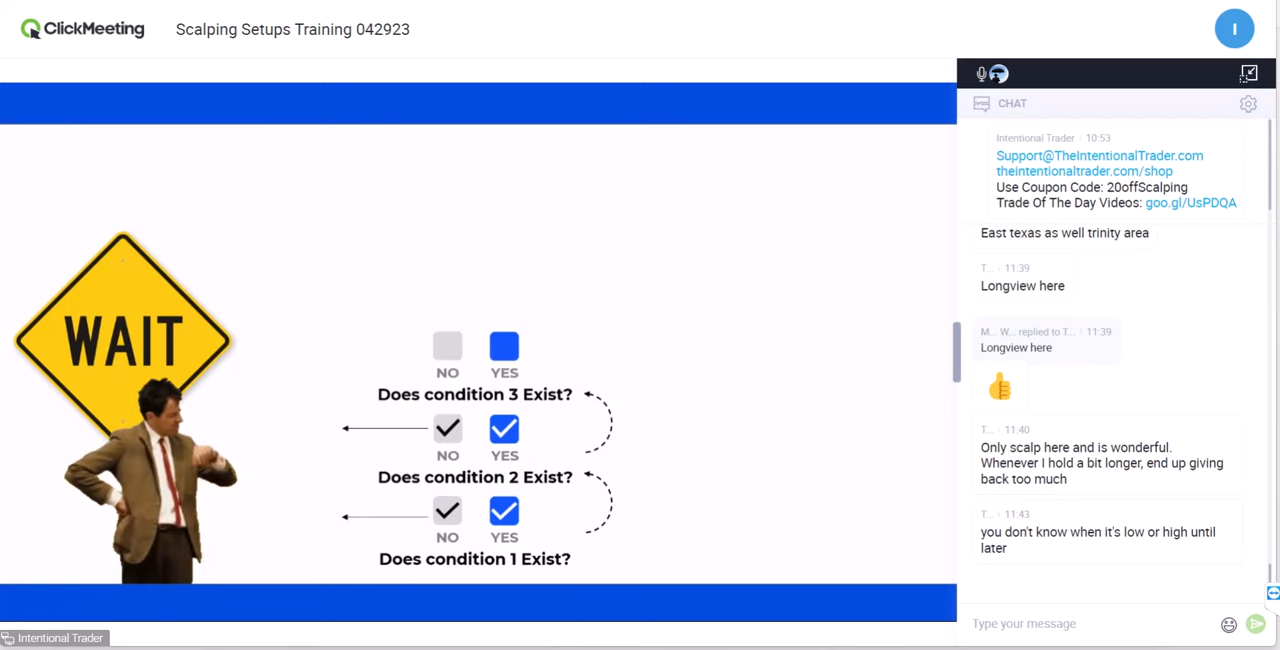 ClickMeeting
Scalping Setups Training 042923
I
WAIT
NO YES
Does condition 3 Exist?
NO YES
Does condition 2 Exist?
NO YES
Does condition 1 Exist?
Intentional Trader
CHAT
Intentional Trader 10:53
Support@TheIntentionalTrader.com
theintentionaltrader.com/shop
Use Coupon Code: 20offScalping
Trade Of The Day Videos: goo.gl/UsPDQA
East texas as well trinity area
T... 11:39
Longview here
M... W... replied to T... 11:39
Longview here
T... 11:40
Only scalp here and is wonderful.
Whenever I hold a bit longer, end up giving
back too much
T... 11:43
you don't know when it's low or high until
later
Type your message